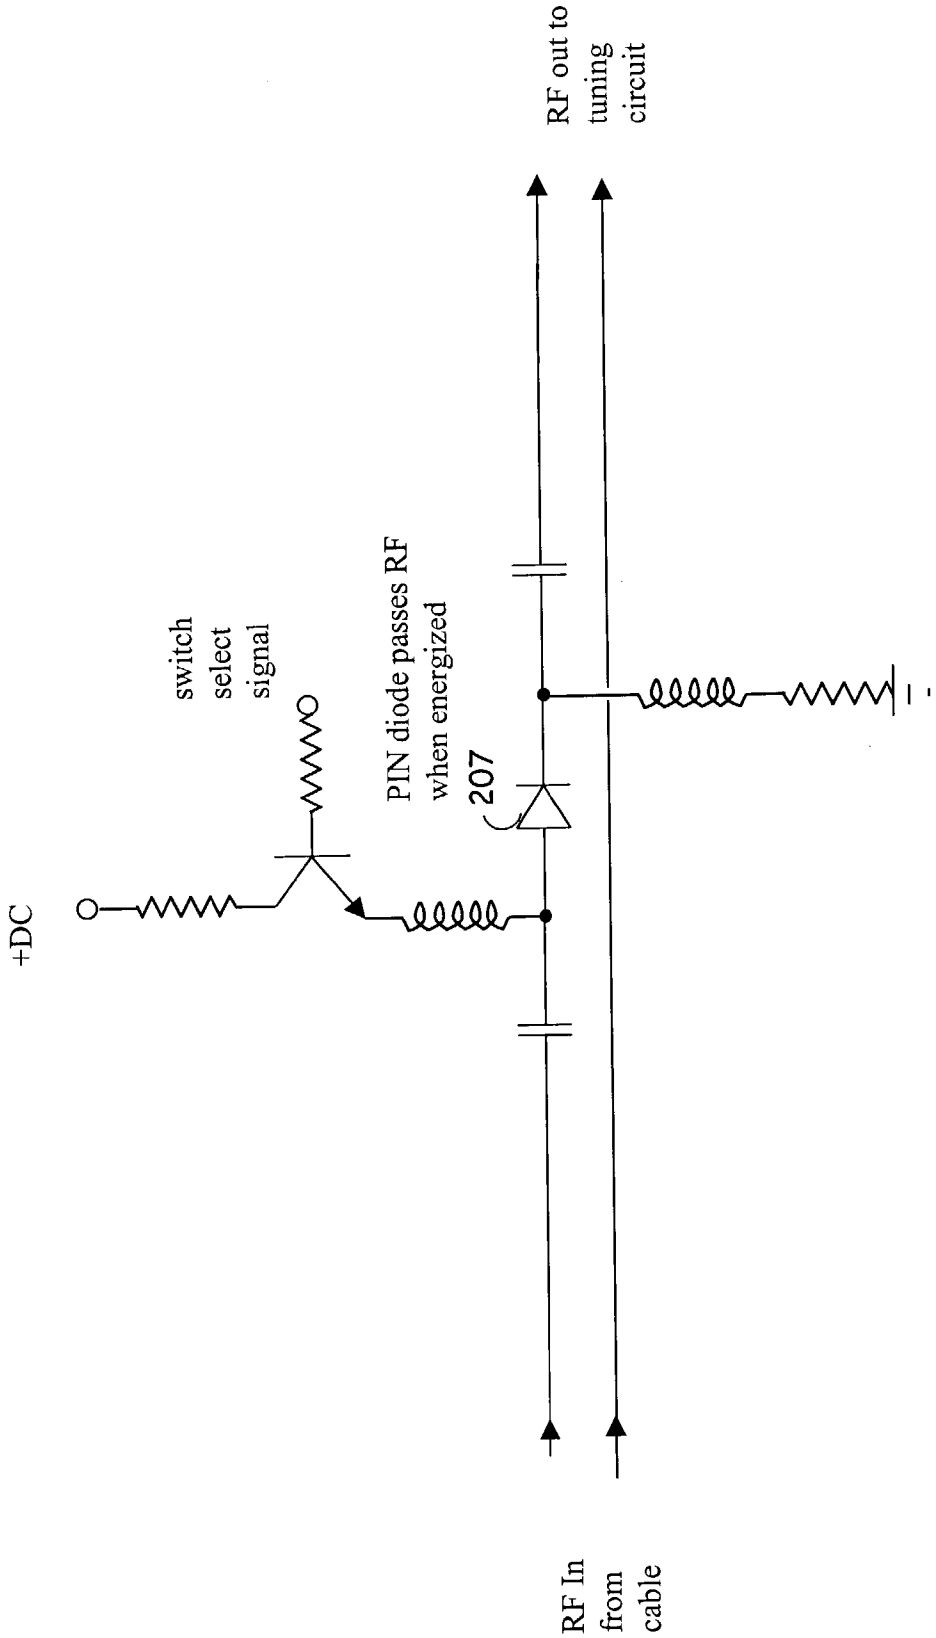 +DC
switch
select
signal
PIN diode passes RF
when energized
207
RF In
from
cable
RF out to
tuning
circuit